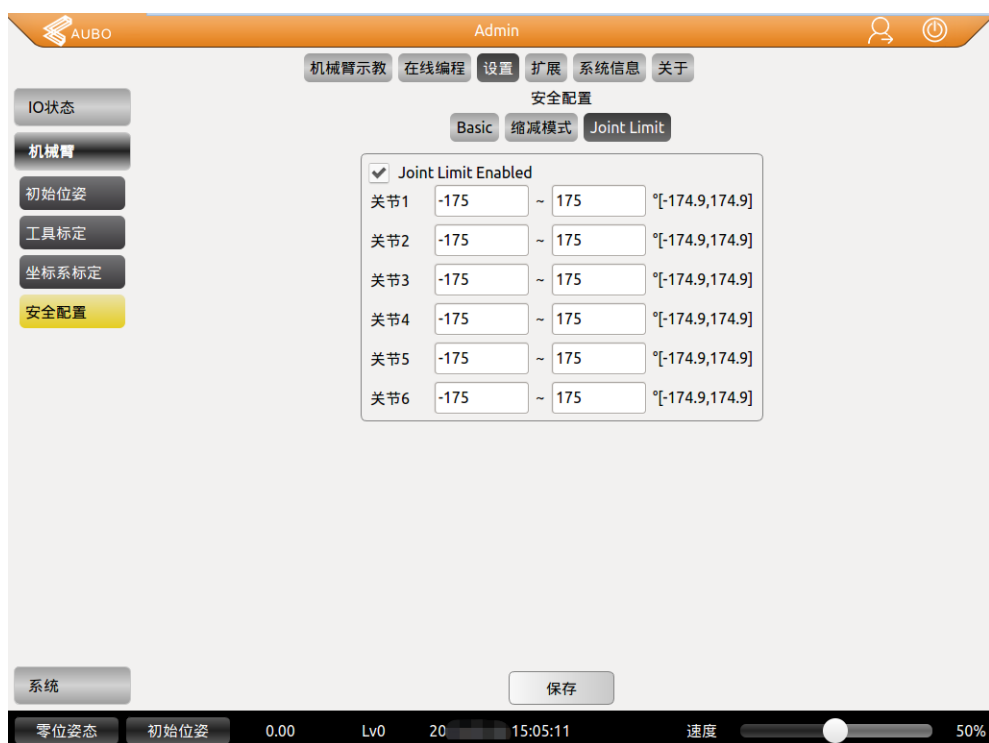 AUBO Admin
机械臂示教 在线编程 设置 扩展 系统信息 关于
IO状态
机械臂
初始位姿
工具标定
坐标系标定
安全配置
安全配置
Basic 缩减模式 Joint Limit
Joint Limit Enabled
关节1 -175 ~ 175 °[-174.9,174.9]
关节2 -175 ~ 175 °[-174.9,174.9]
关节3 -175 ~ 175 °[-174.9,174.9]
关节4 -175 ~ 175 °[-174.9,174.9]
关节5 -175 ~ 175 °[-174.9,174.9]
关节6 -175 ~ 175 °[-174.9,174.9]
系统 保存
零位姿态 初始位姿 0.00 Lv0 20 15:05:11 速度 50%